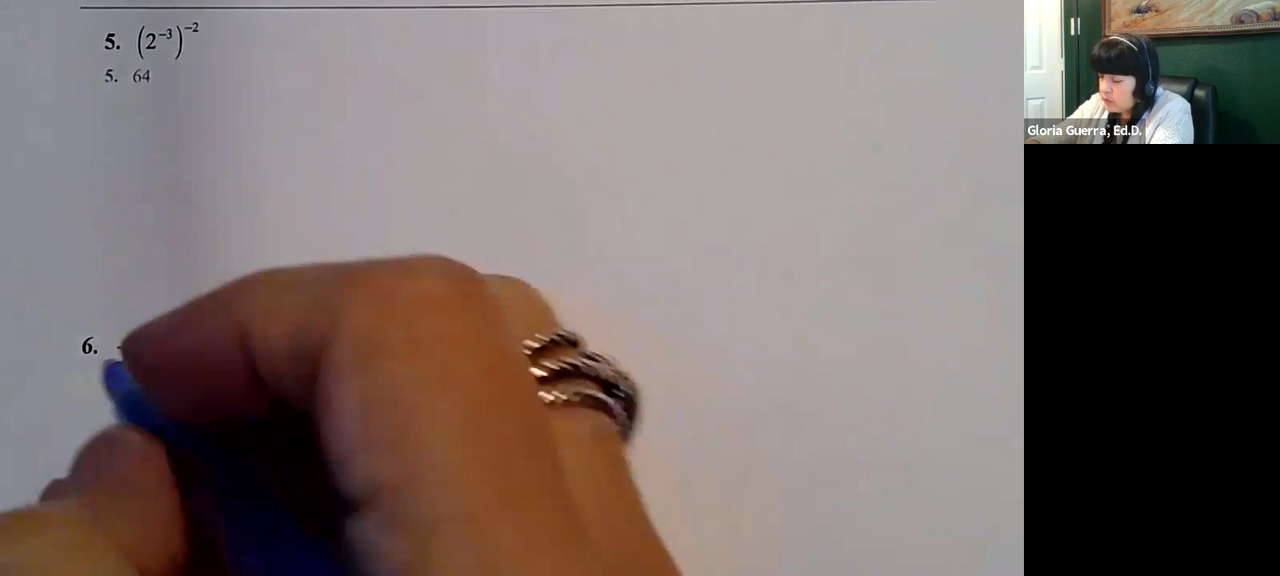 5. (2⁻³)⁻²
5. 64
6.
Gloria Guerra, Ed.D.